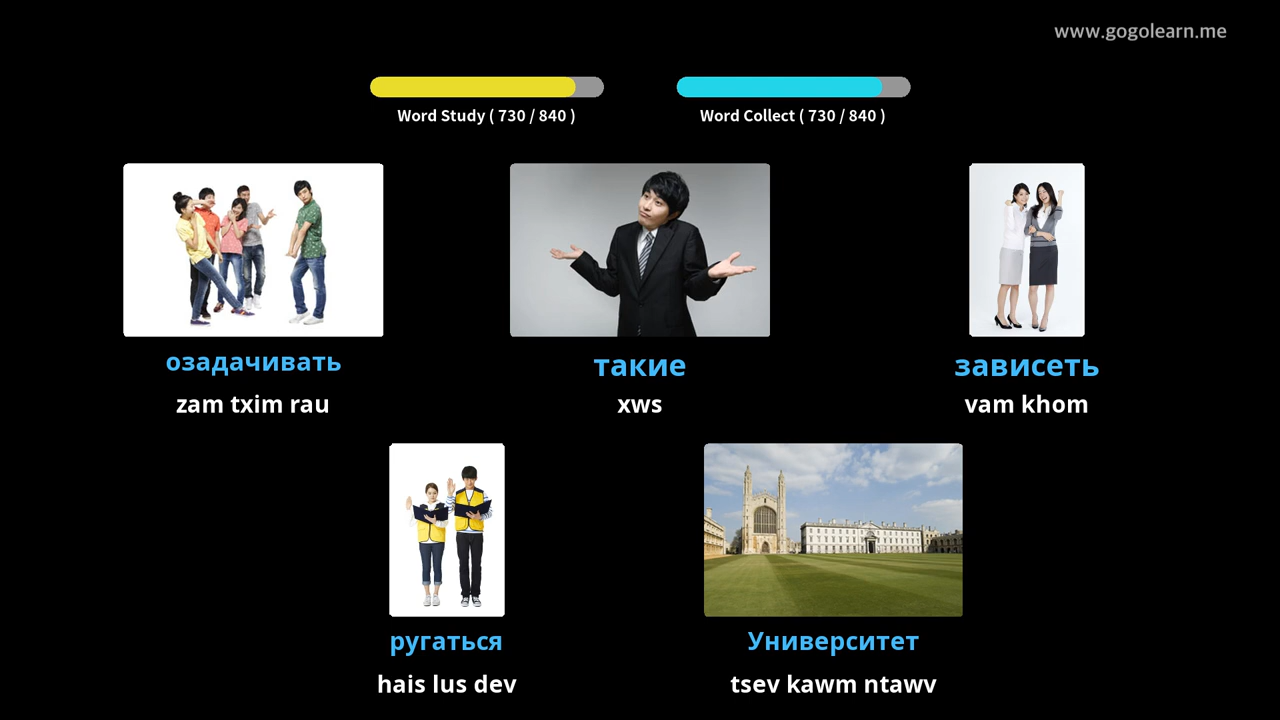 www.gogolearn.me
Word Study ( 730 / 840 )
Word Collect ( 730 / 840 )
озадачивать
zam txim rau
такие
xws
зависеть
vam khom
ругаться
hais lus dev
Университет
tsev kawm ntawv